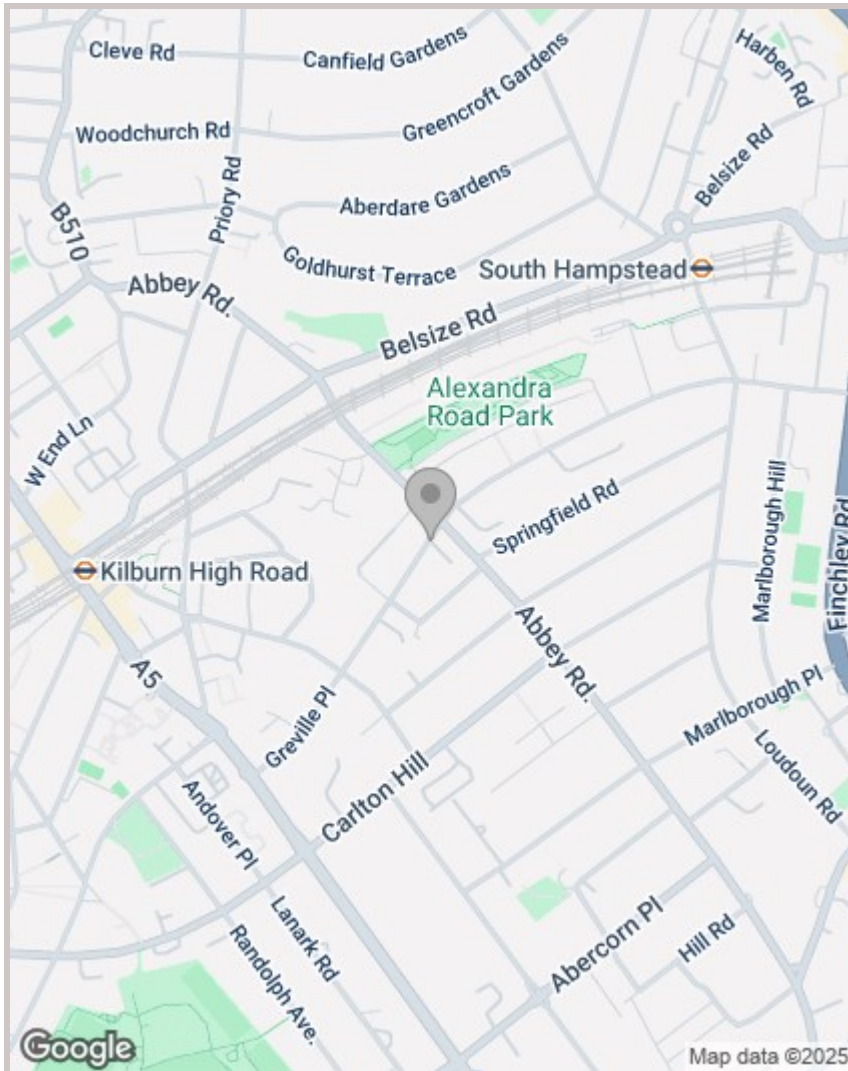 Cleve Rd
Canfield Gardens
Harben Rd
Woodchurch Rd
Greencroft Gardens
Belsize Rd
Priory Rd
Aberdare Gardens
B510
Goldhurst Terrace
South Hampstead
Abbey Rd.
Belsize Rd
Alexandra
Road Park
W End Ln
Springfield Rd
Marlborough Hill
Finchley Rd
Kilburn High Road
Abbey Rd.
A5
Greville Pl
Marlborough Pl
Loudoun Rd
Carlton Hill
Andover Pl
Lanark Rd
Randolph Ave.
Abercorn Pl
Hill Rd
Google
Map data ©2025